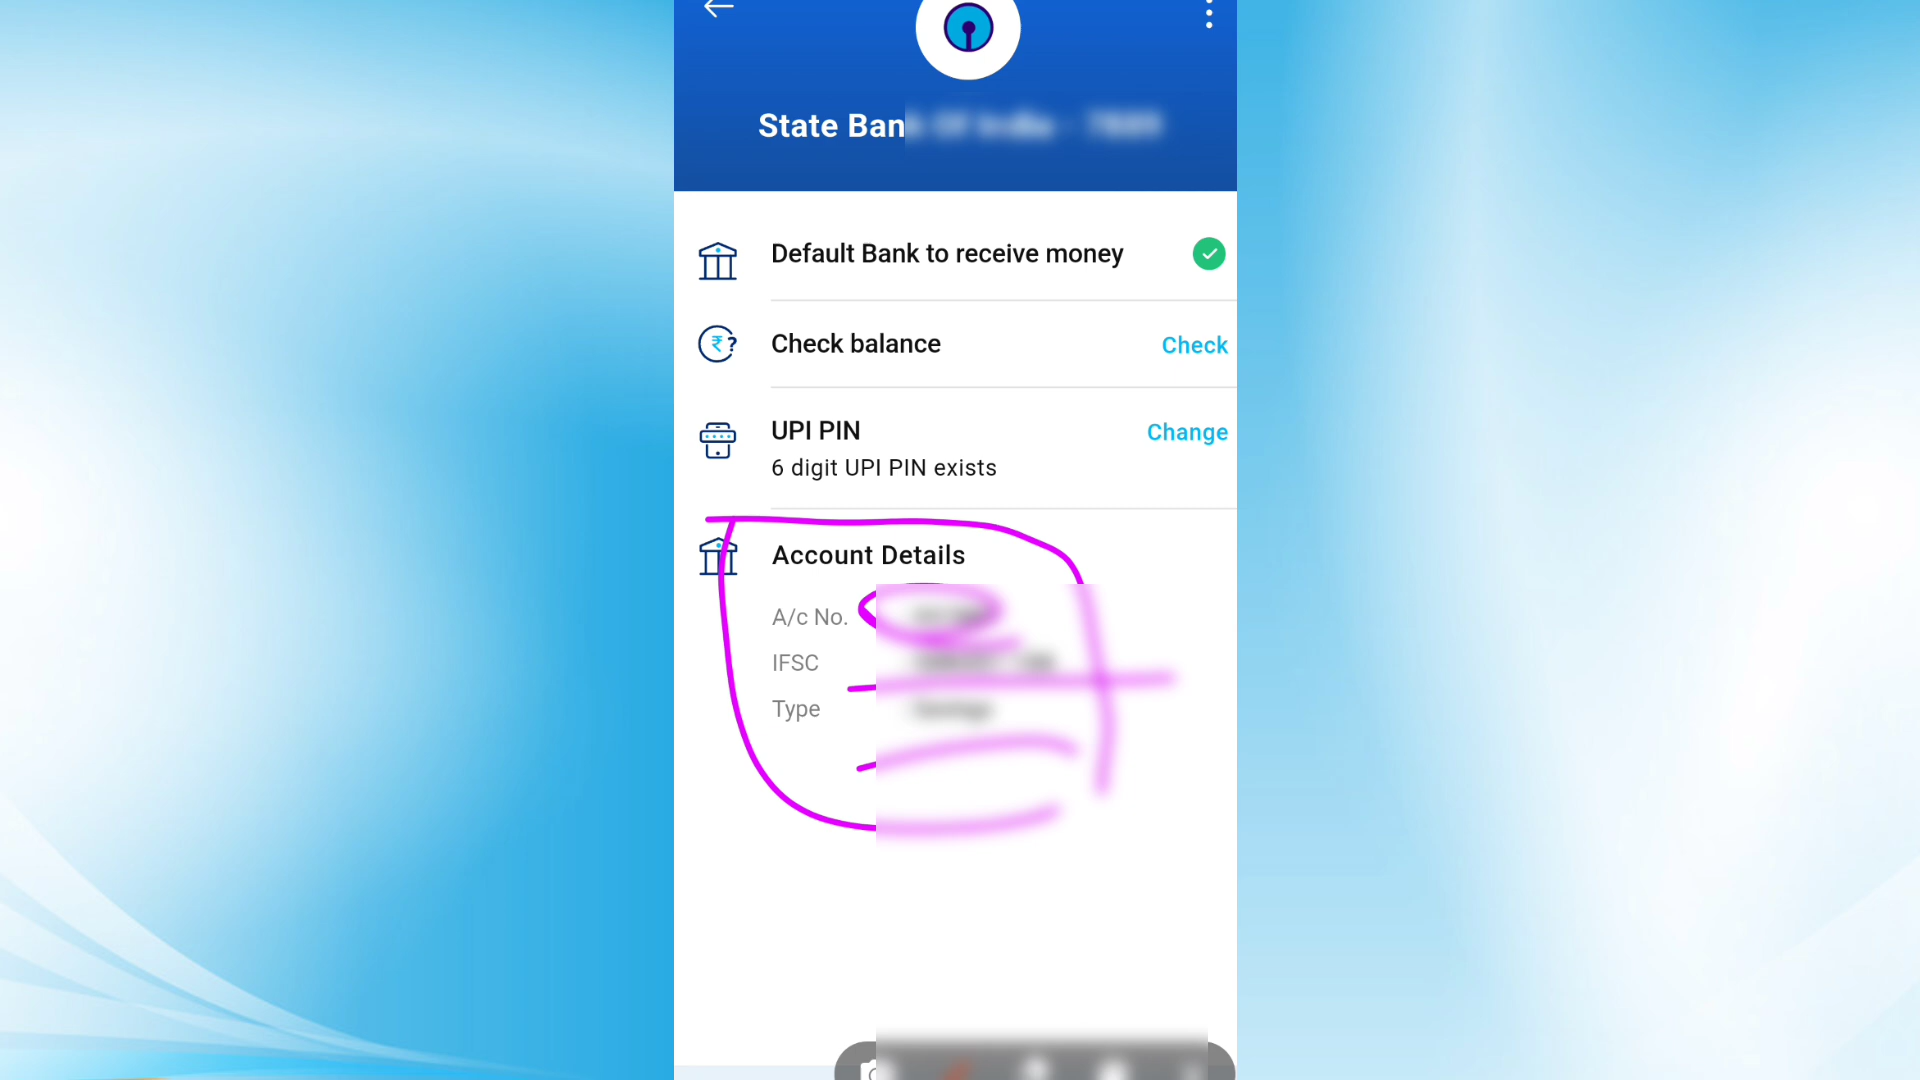 State Ban
Default Bank to receive money
Check balance
Check
UPI PIN
Change
6 digit UPI PIN exists
Account Details
A/c No.
IFSC
Type